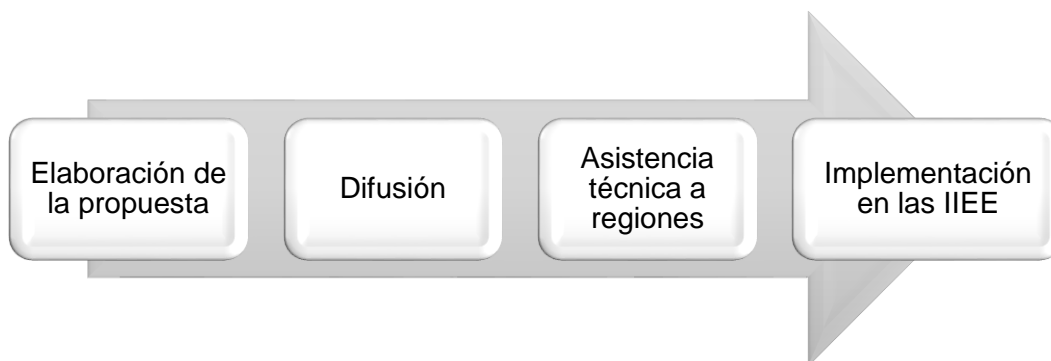 Elaboración de
la propuesta
Difusión
Asistencia
técnica a
regiones
Implementación
en las IIEE